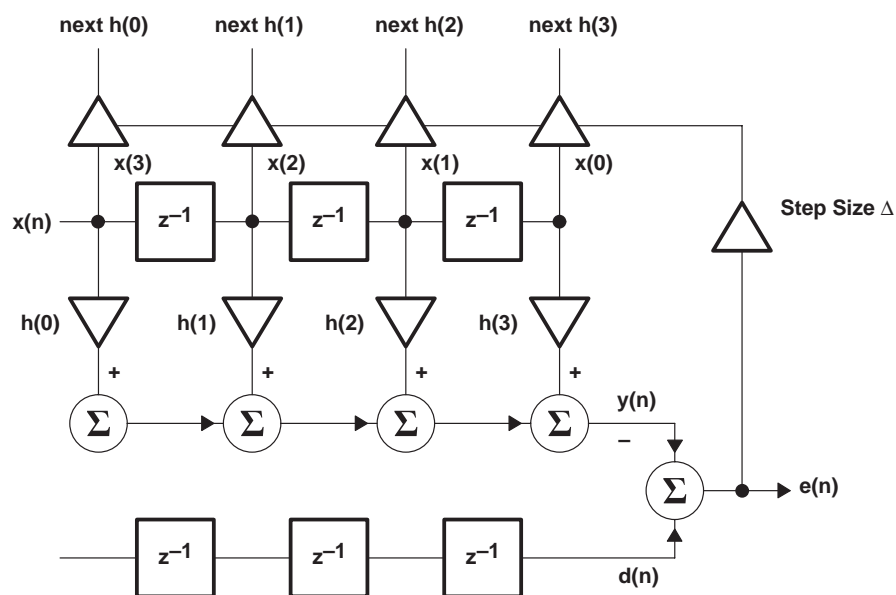 next h(0) next h(1) next h(2) next h(3)
x(3) x(2) x(1) x(0)
x(n) z⁻¹ z⁻¹ z⁻¹ Step Size Δ
h(0) h(1) h(2) h(3)
+ + + +
Σ Σ Σ Σ y(n)
−
Σ e(n)
z⁻¹ z⁻¹ z⁻¹
d(n)